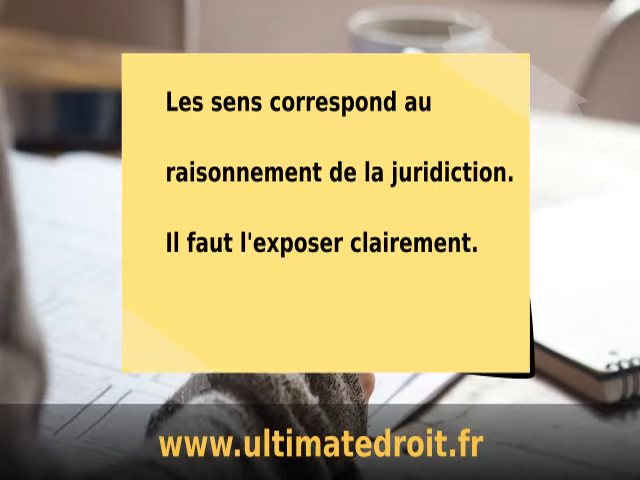 Les sens correspond au
raisonnement de la juridiction.
Il faut l'exposer clairement.
www.ultimatedroit.fr